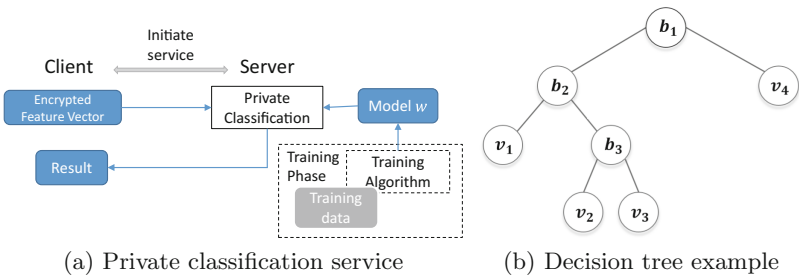 Initiate
service
Client
Server
Encrypted
Feature Vector
Private
Classification
Model w
Result
Training
Phase
Training
Algorithm
Training
data
(a) Private classification service
b₁
b₂
v₄
v₁
b₃
v₂
v₃
(b) Decision tree example